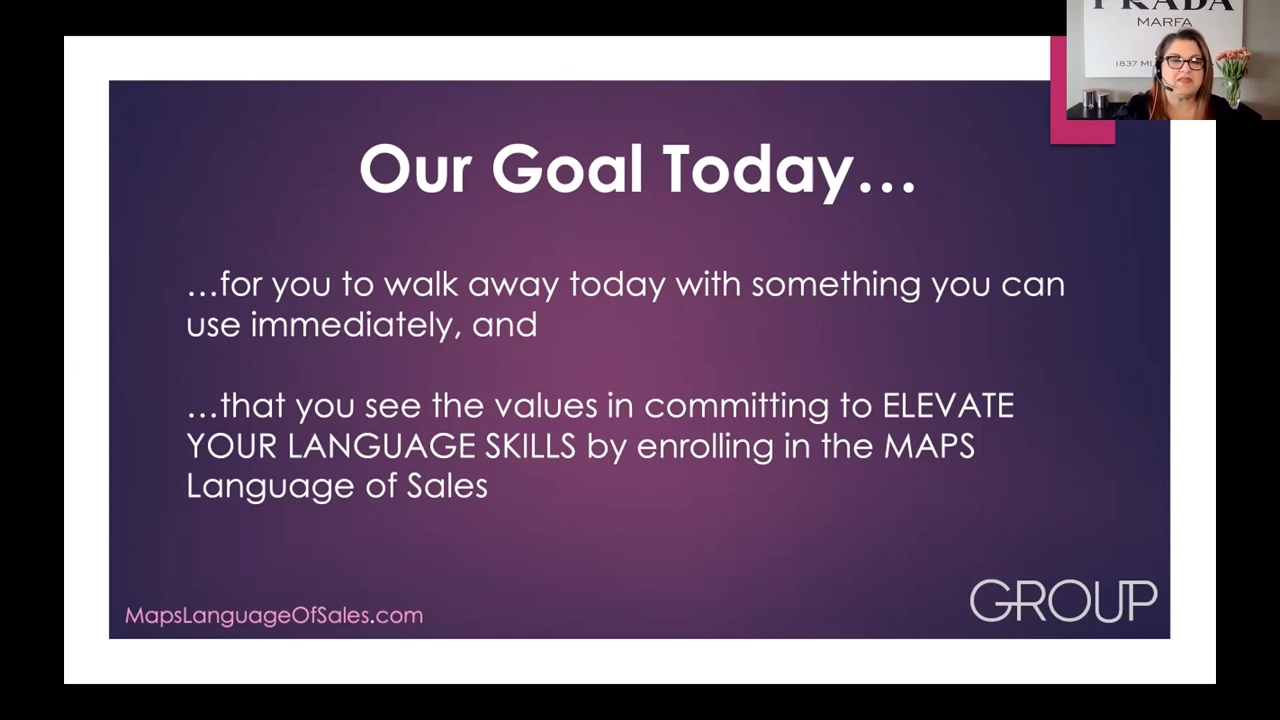 PRADA
MARFA
1837 MI
Our Goal Today...
...for you to walk away today with something you can
use immediately, and
...that you see the values in committing to ELEVATE
YOUR LANGUAGE SKILLS by enrolling in the MAPS
Language of Sales
MapsLanguageOfSales.com
GROUP